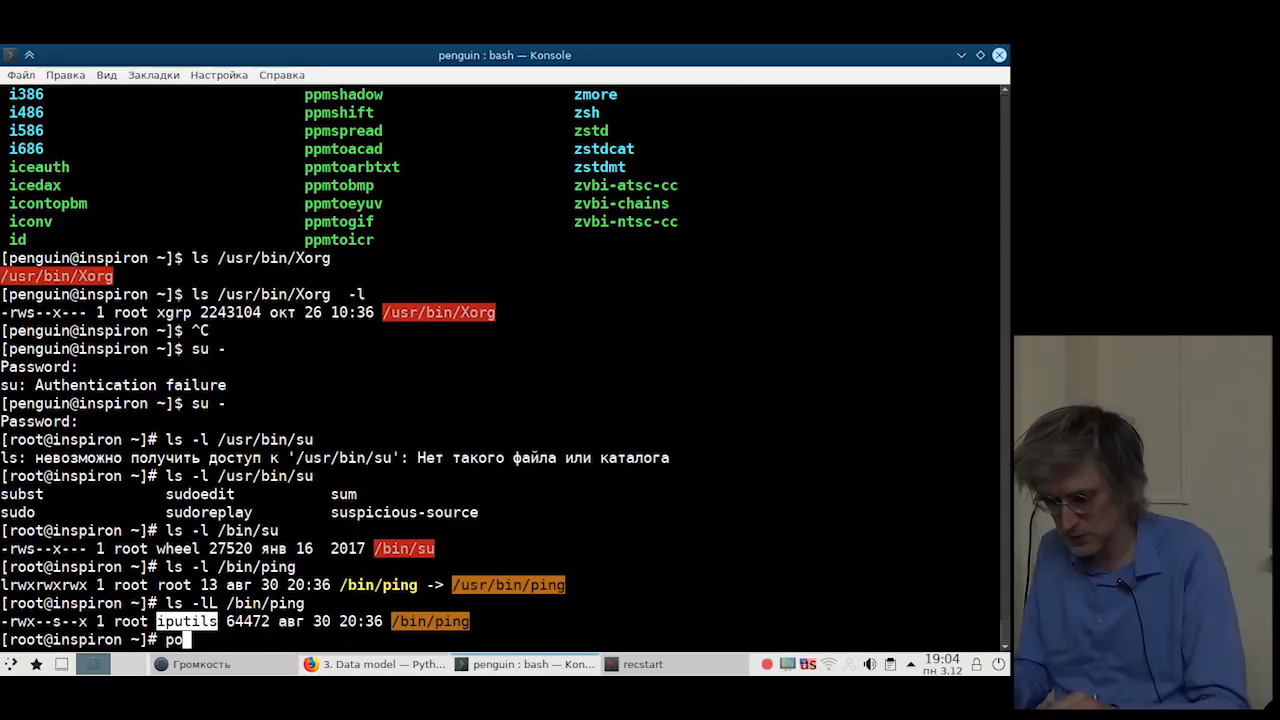 penguin : bash — Konsole
Файл Правка Вид Закладки Настройка Справка
i386 ppmshadow zmore
i486 ppmshift zsh
i586 ppmspread zstd
i686 ppmtoacad zstdcat
iceauth ppmtoarbtxt zstdmt
icedax ppmtobmp zvbi-atsc-cc
icontopbm ppmtoeyuv zvbi-chains
iconv ppmtogif zvbi-ntsc-cc
id ppmtoicr
[penguin@inspiron ~]$ ls /usr/bin/Xorg
/usr/bin/Xorg
[penguin@inspiron ~]$ ls /usr/bin/Xorg  -l
-rws--x--- 1 root xgrp 2243104 окт 26 10:36 /usr/bin/Xorg
[penguin@inspiron ~]$ ^C
[penguin@inspiron ~]$ su -
Password:
su: Authentication failure
[penguin@inspiron ~]$ su -
Password:
[root@inspiron ~]# ls -l /usr/bin/su
ls: невозможно получить доступ к '/usr/bin/su': Нет такого файла или каталога
[root@inspiron ~]# ls -l /usr/bin/su
subst sudoedit sum
sudo sudoreplay suspicious-source
[root@inspiron ~]# ls -l /bin/su
-rws--x--- 1 root wheel 27520 янв 16  2017 /bin/su
[root@inspiron ~]# ls -l /bin/ping
lrwxrwxrwx 1 root root 13 авг 30 20:36 /bin/ping -> /usr/bin/ping
[root@inspiron ~]# ls -lL /bin/ping
-rwx--s--x 1 root iputils 64472 авг 30 20:36 /bin/ping
[root@inspiron ~]# po
Громкость 3. Data model — Pyth... penguin : bash — Kon... recstart us 19:04
пн 3.12